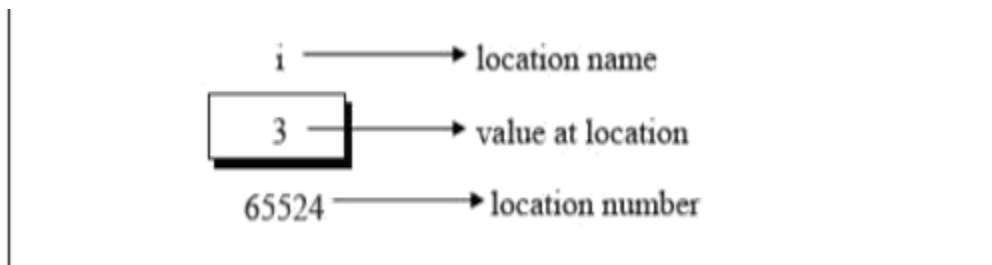 i location name
3 value at location
65524 location number